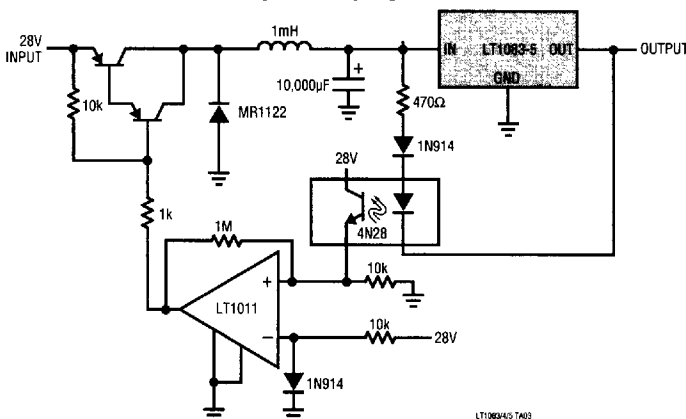 1mH
28V
INPUT
IN LT1083-5 OUT
OUTPUT
GND
+
10,000µF
470Ω
10k
MR1122
1N914
28V
4N28
1k
1M
+
10k
LT1011
10k
–
28V
1N914
LT1083/4/5 TA03